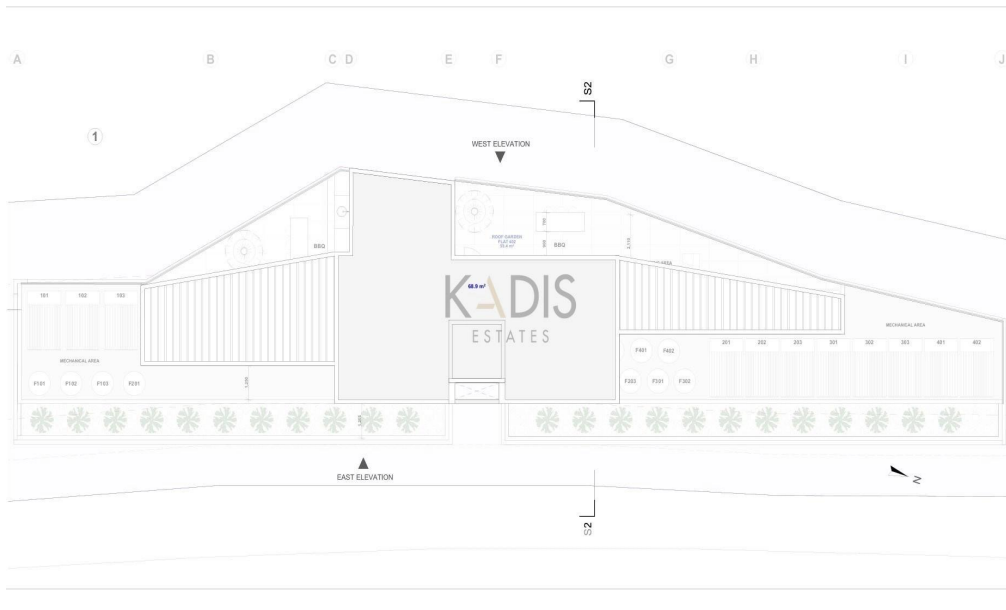 A B C D E F G H I J
S2
1
WEST ELEVATION
ROOF GARDEN
FLAT 402
BBQ
BBQ
68.9 m²
KADIS
ESTATES
101 102 103
MECHANICAL AREA
MECHANICAL AREA
201 202 203 301 302 303 401 402
F401 F402
F101 F102 F103 F201
F303 F301 F302
EAST ELEVATION
N
S2